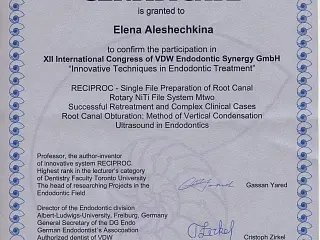 is granted to
Elena Aleshechkina
to confirm the participation in
XII International Congress of VDW Endodontic Synergy GmbH
"Innovative Techniques in Endodontic Treatment"
RECIPROC - Single File Preparation of Root Canal
Rotary NiTi File System Mtwo
Successful Retreatment and Complex Clinical Cases
Root Canal Obturation: Method of Vertical Condensation
Ultrasound in Endodontics
Professor, the author-inventor
of Innovative system RECIPROC.
Highest rank in the lecturer's category
of Dentistry Faculty Toronto University
The head of researching Projects in the
Endodontic Field
Gassan Yared
Director of the Endodontic division
Albert-Ludwigs-University, Freiburg, Germany
General Secretary of the DG Endo
German Endodontist's Association
Authorized dentist of VDW
Cristoph Zirkel